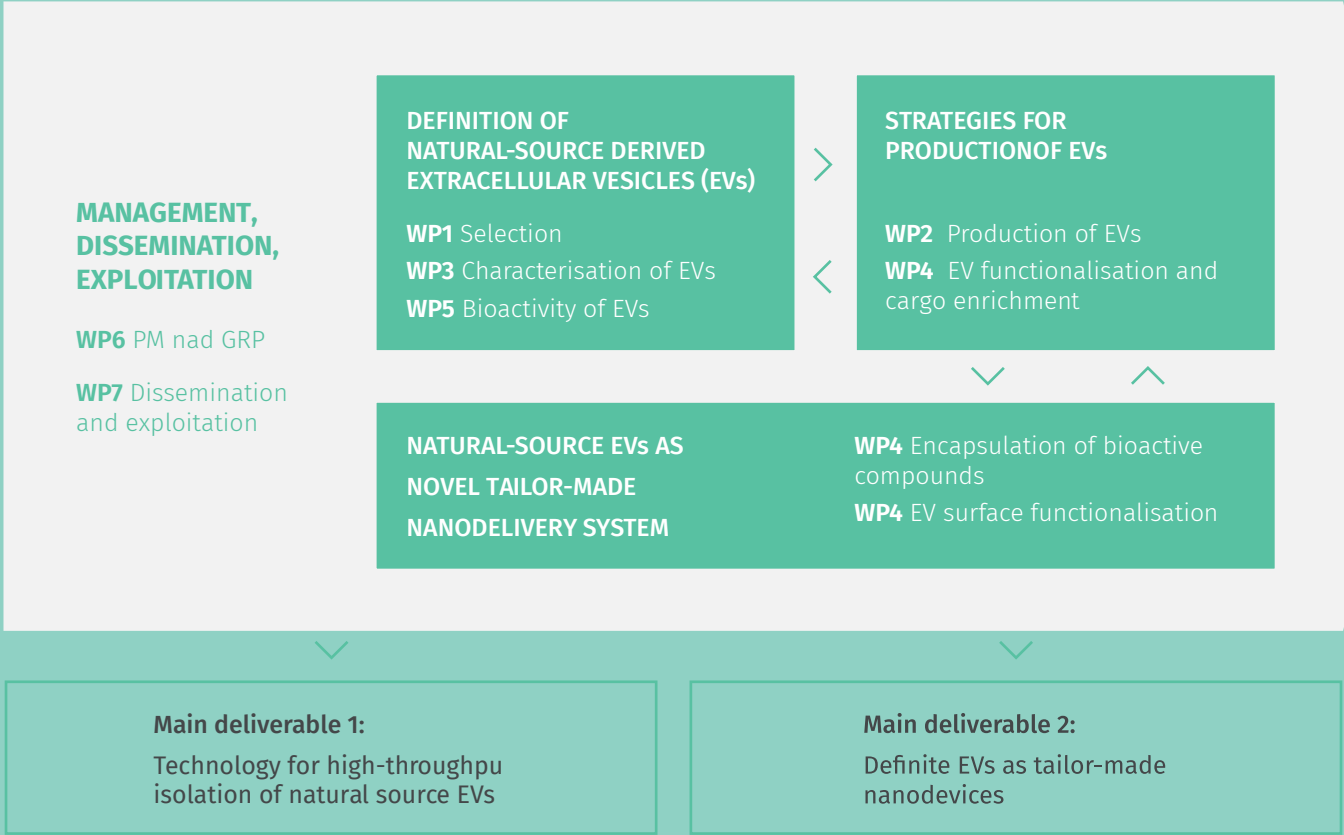 MANAGEMENT,
DISSEMINATION,
EXPLOITATION
WP6 PM nad GRP
WP7 Dissemination
and exploitation
DEFINITION OF
NATURAL-SOURCE DERIVED
EXTRACELLULAR VESICLES (EVs)
WP1 Selection
WP3 Characterisation of EVs
WP5 Bioactivity of EVs
STRATEGIES FOR
PRODUCTIONOF EVs
WP2 Production of EVs
WP4 EV functionalisation and
cargo enrichment
NATURAL-SOURCE EVs AS
NOVEL TAILOR-MADE
NANODELIVERY SYSTEM
WP4 Encapsulation of bioactive
compounds
WP4 EV surface functionalisation
Main deliverable 1:
Technology for high-throughpu
isolation of natural source EVs
Main deliverable 2:
Definite EVs as tailor-made
nanodevices